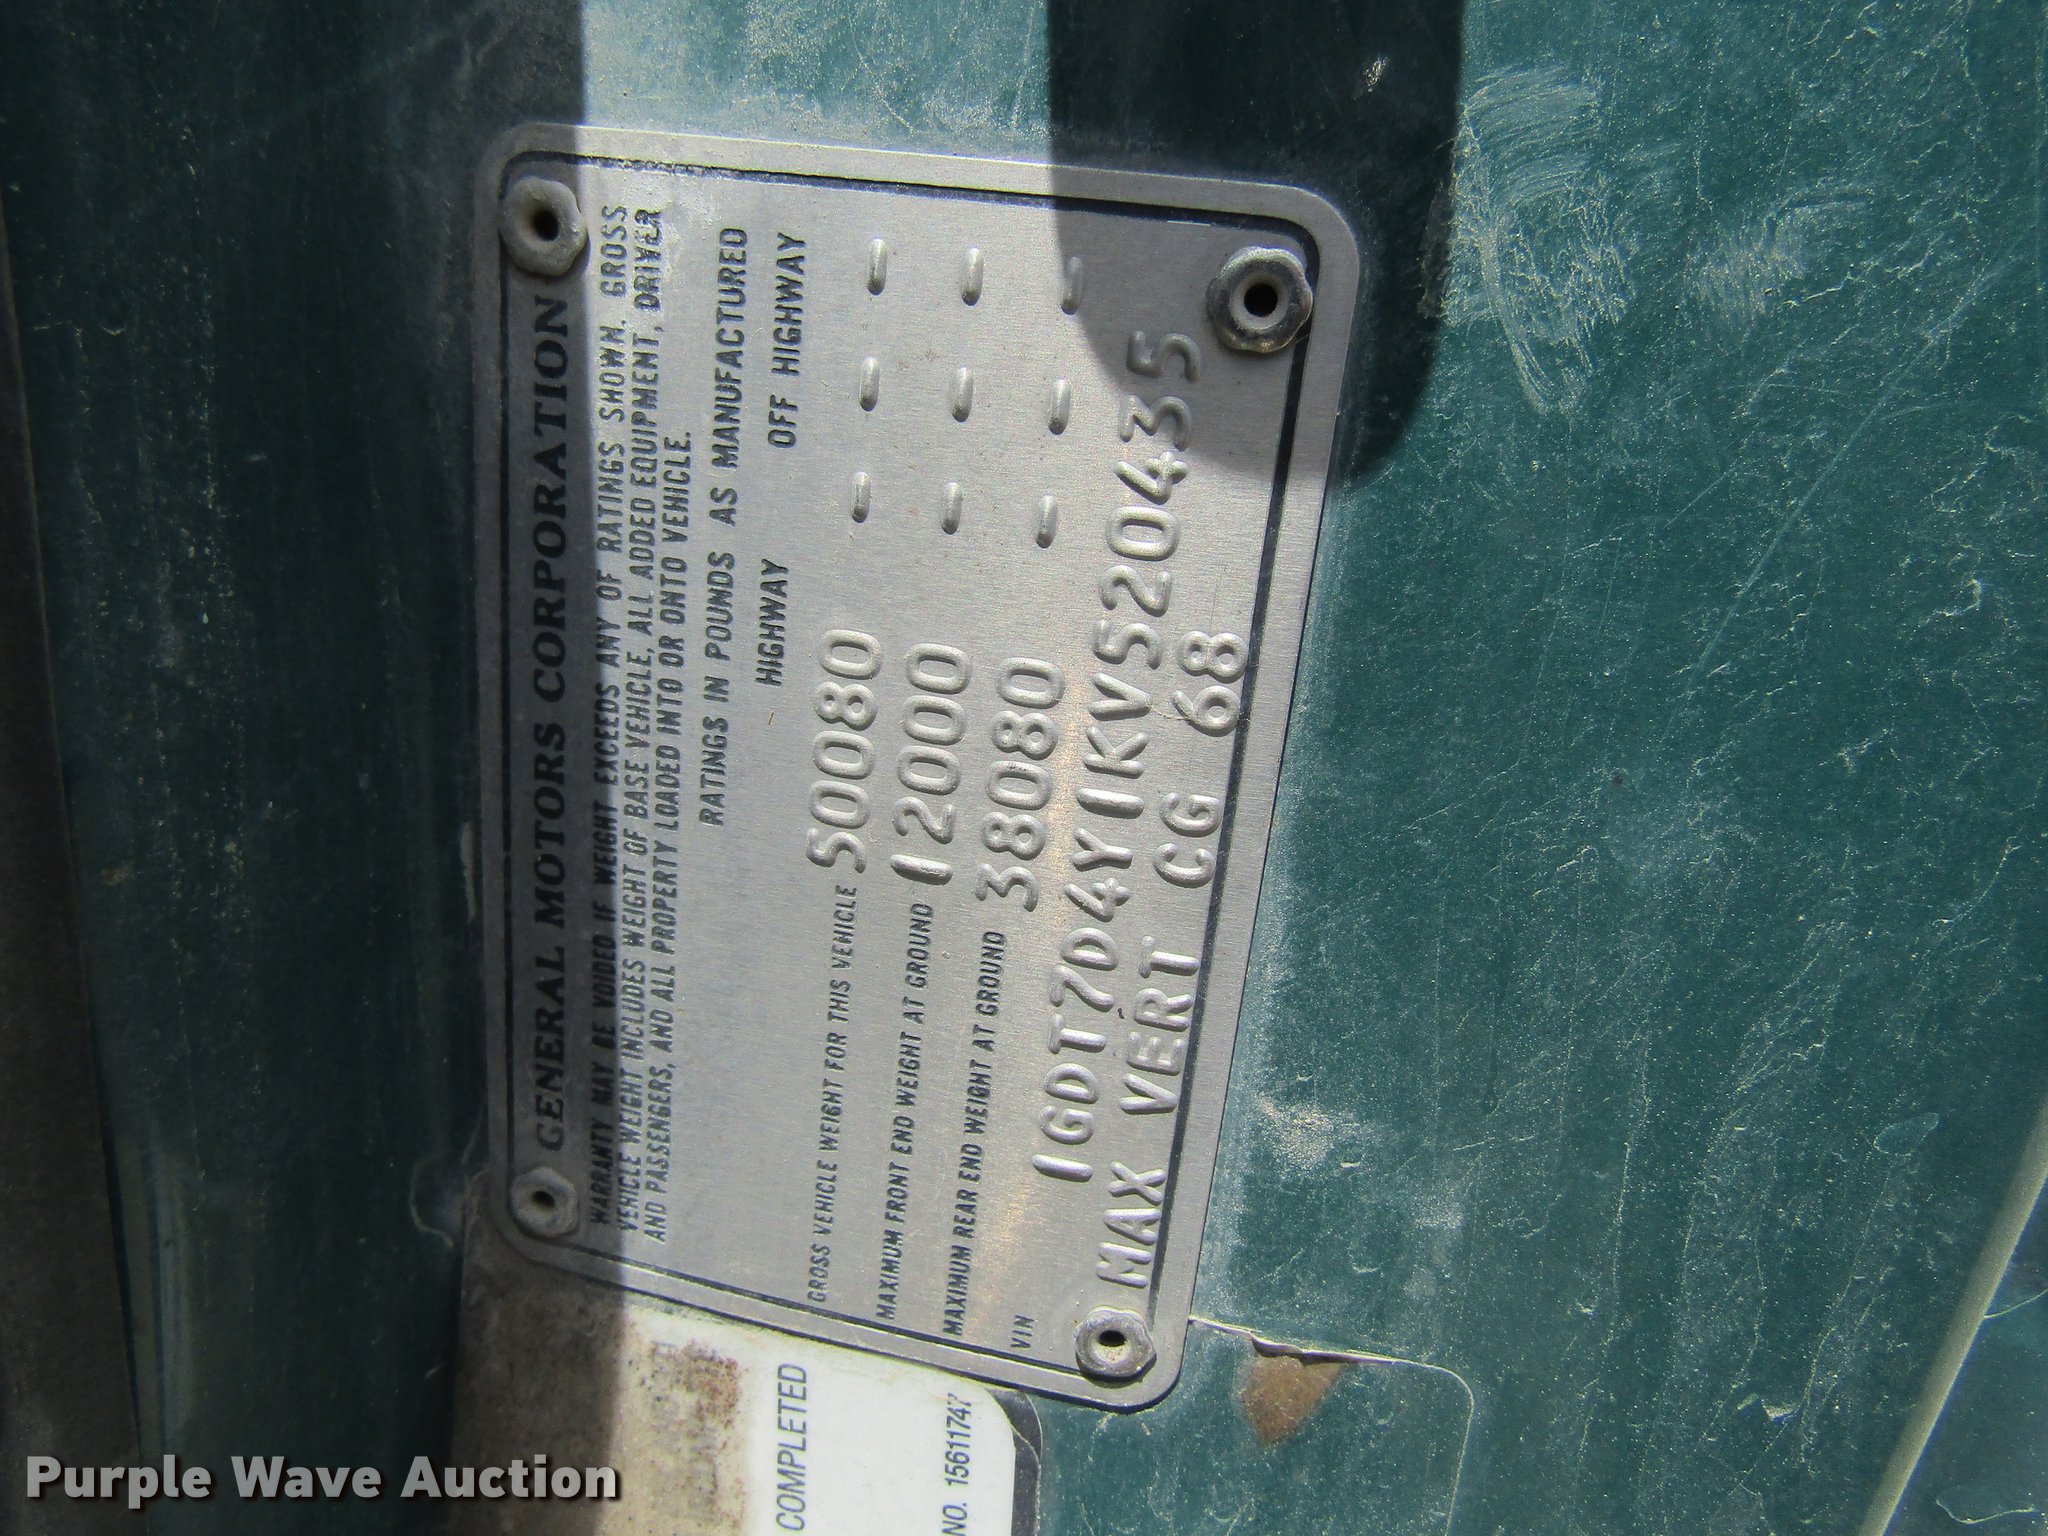 GENERAL MOTORS CORPORATION
WARRANTY MAY BE VOIDED IF WEIGHT EXCEEDS ANY OF RATINGS SHOWN. GROSS
VEHICLE WEIGHT INCLUDES WEIGHT OF BASE VEHICLE, ALL ADDED EQUIPMENT, DRIVER
AND PASSENGERS, AND ALL PROPERTY LOADED INTO OR ONTO VEHICLE.
RATINGS IN POUNDS AS MANUFACTURED
HIGHWAY OFF HIGHWAY
GROSS VEHICLE WEIGHT FOR THIS VEHICLE 50080 - - -
MAXIMUM FRONT END WEIGHT AT GROUND 12000 - - -
MAXIMUM REAR END WEIGHT AT GROUND 38080 - - -
VIN 1GDT7D4Y1KV520435
MAX VERT CG 68
COMPLETED
NO. 15611747
Purple Wave Auction